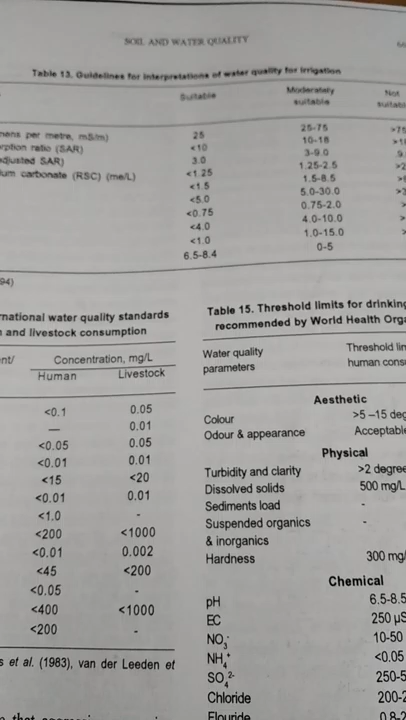 SOIL AND WATER QUALITY
Table 13. Guidelines for interpretations of water quality for irrigation
Suitable Moderately suitable Not
mens per metre, mS/m) 25 25-75
rption ratio (SAR) <10 10-18
adjusted SAR) 3.0 3-9.0
um carbonate (RSC) (me/L) <1.25 1.25-2.5
<1.5 1.5-8.5
<5.0 5.0-30.0
<0.75 0.75-2.0
<4.0 4.0-10.0
<1.0 1.0-15.0
6.5-8.4 0-5
94)
rnational water quality standards
and livestock consumption
nt/ Concentration, mg/L
Human Livestock
<0.1 0.05
— 0.01
<0.05 0.05
<0.01 0.01
<15 <20
<0.01 0.01
<1.0 -
<200 <1000
<0.01 0.002
<45 <200
<0.05 -
<400 <1000
<200 -
s et al. (1983), van der Leeden et
Table 15. Threshold limits for drinking
recommended by World Health Orga
Water quality Threshold lim
parameters human cons
Aesthetic
Colour >5 –15 deg
Odour & appearance Acceptable
Physical
Turbidity and clarity >2 degree
Dissolved solids 500 mg/L
Sediments load -
Suspended organics -
& inorganics
Hardness 300 mg/
Chemical
pH 6.5-8.5
EC 250 µS
NO₃⁻ 10-50
NH₄⁺ <0.05
SO₄²⁻ 250-5
Chloride 200-2
Flouride 0.8-2